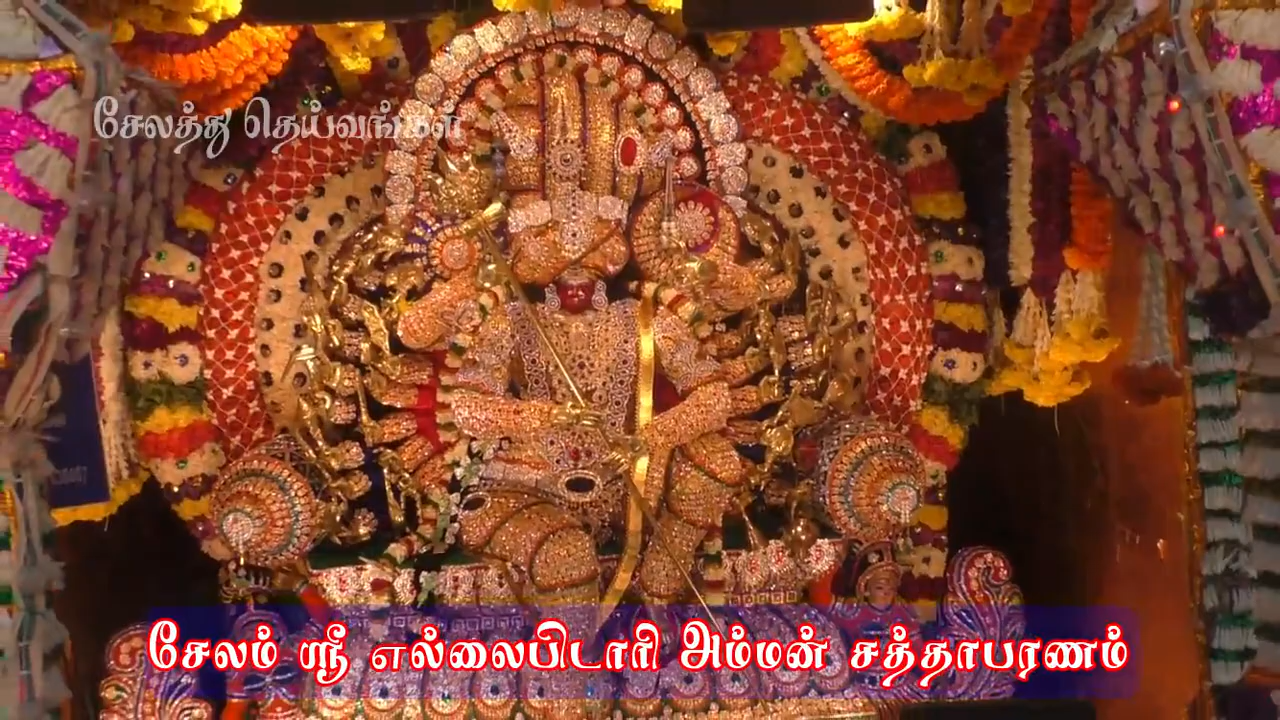 சேலத்து தெய்வங்கள்
சேலம் ஸ்ரீ எல்லைபிடாரி அம்மன் சத்தாபரணம்